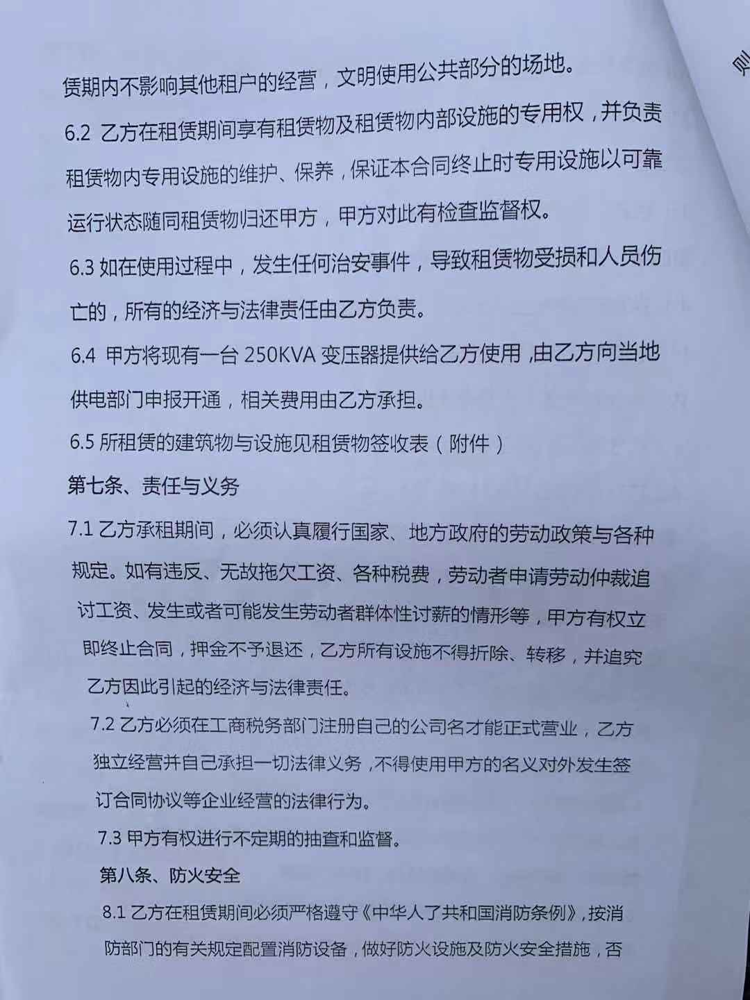 赁期内不影响其他租户的经营，文明使用公共部分的场地。
则
6.2 乙方在租赁期间享有租赁物及租赁物内部设施的专用权，并负责
租赁物内专用设施的维护、保养，保证本合同终止时专用设施以可靠
运行状态随同租赁物归还甲方，甲方对此有检查监督权。
6.3 如在使用过程中，发生任何治安事件，导致租赁物受损和人员伤
亡的，所有的经济与法律责任由乙方负责。
6.4 甲方将现有一台 250KVA 变压器提供给乙方使用，由乙方向当地
供电部门申报开通，相关费用由乙方承担。
6.5 所租赁的建筑物与设施见租赁物签收表（附件）
第七条、责任与义务
7.1 乙方承租期间，必须认真履行国家、地方政府的劳动政策与各种
规定。如有违反、无故拖欠工资、各种税费，劳动者申请劳动仲裁追
讨工资、发生或者可能发生劳动者群体性讨薪的情形等，甲方有权立
即终止合同，押金不予退还，乙方所有设施不得折除、转移，并追究
乙方因此引起的经济与法律责任。
7.2 乙方必须在工商税务部门注册自己的公司名才能正式营业，乙方
独立经营并自己承担一切法律义务，不得使用甲方的名义对外发生签
订合同协议等企业经营的法律行为。
7.3 甲方有权进行不定期的抽查和监督。
第八条、防火安全
8.1 乙方在租赁期间必须严格遵守《中华人了共和国消防条例》，按消
防部门的有关规定配置消防设备，做好防火设施及防火安全措施，否